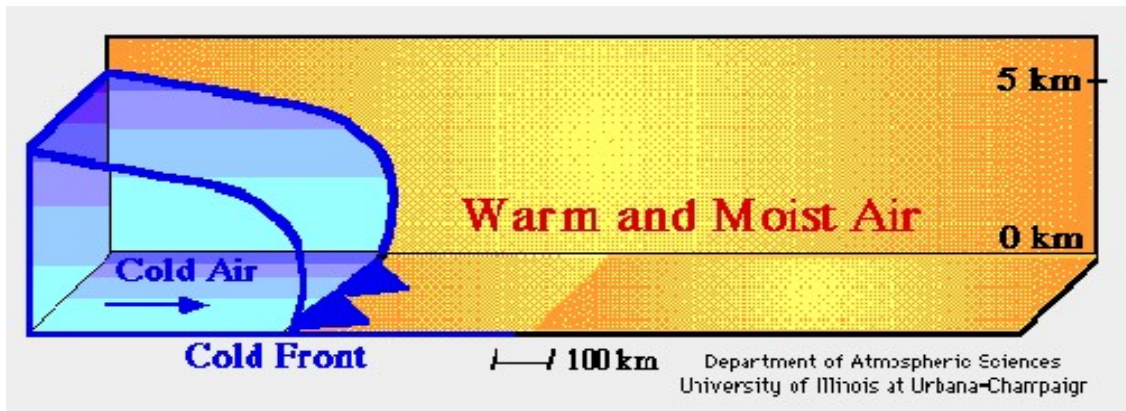 5 km
Warm and Moist Air
0 km
Cold Air
Cold Front
100 km
Department of Atmospheric Sciences
University of Illinois at Urbana-Champaigr